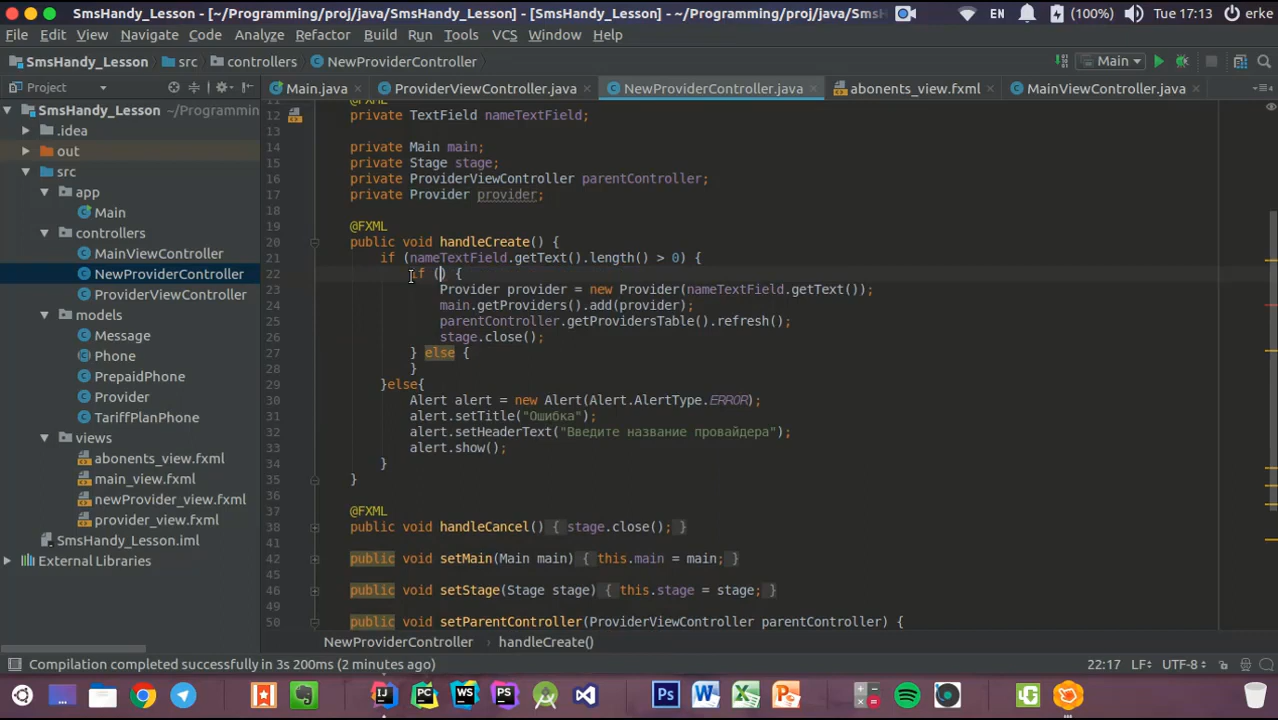 SmsHandy_Lesson - [~/Programming/proj/java/SmsHandy_Lesson] - [SmsHandy_Lesson] - ~/Programming/proj/java/SmsH
EN (100%) Tue 17:13 erke
File Edit View Navigate Code Analyze Refactor Build Run Tools VCS Window Help
SmsHandy_Lesson src controllers NewProviderController Main
Project Main.java ProviderViewController.java NewProviderController.java abonents_view.fxml MainViewController.java
SmsHandy_Lesson ~/Programming
.idea
out
src
app
Main
controllers
MainViewController
NewProviderController
ProviderViewController
models
Message
Phone
PrepaidPhone
Provider
TariffPlanPhone
views
abonents_view.fxml
main_view.fxml
newProvider_view.fxml
provider_view.fxml
SmsHandy_Lesson.iml
External Libraries
11 @FXML
12 private TextField nameTextField;
13
14 private Main main;
15 private Stage stage;
16 private ProviderViewController parentController;
17 private Provider provider;
18
19 @FXML
20 public void handleCreate() {
21 if (nameTextField.getText().length() > 0) {
22 if () {
23 Provider provider = new Provider(nameTextField.getText());
24 main.getProviders().add(provider);
25 parentController.getProvidersTable().refresh();
26 stage.close();
27 } else {
28 }
29 }else{
30 Alert alert = new Alert(Alert.AlertType.ERROR);
31 alert.setTitle("Ошибка");
32 alert.setHeaderText("Введите название провайдера");
33 alert.show();
34 }
35 }
36
37 @FXML
38 public void handleCancel() { stage.close(); }
41
42 public void setMain(Main main) { this.main = main; }
45
46 public void setStage(Stage stage) { this.stage = stage; }
49
50 public void setParentController(ProviderViewController parentController) {
NewProviderController handleCreate()
Compilation completed successfully in 3s 200ms (2 minutes ago) 22:17 LF UTF-8
IJ PC WS PS Ps W X P